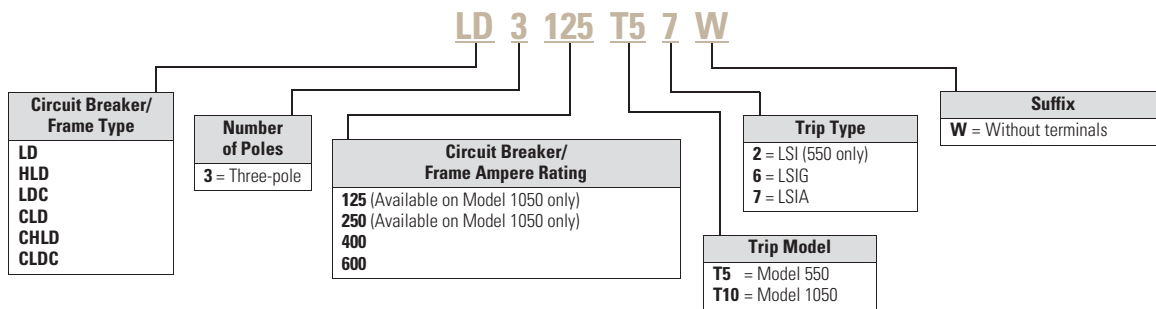 LD 3 125 T5 7 W
Circuit Breaker/
Frame Type
LD
HLD
LDC
CLD
CHLD
CLDC
Number
of Poles
3 = Three-pole
Circuit Breaker/
Frame Ampere Rating
125 (Available on Model 1050 only)
250 (Available on Model 1050 only)
400
600
Trip Model
T5 = Model 550
T10 = Model 1050
Trip Type
2 = LSI (550 only)
6 = LSIG
7 = LSIA
Suffix
W = Without terminals